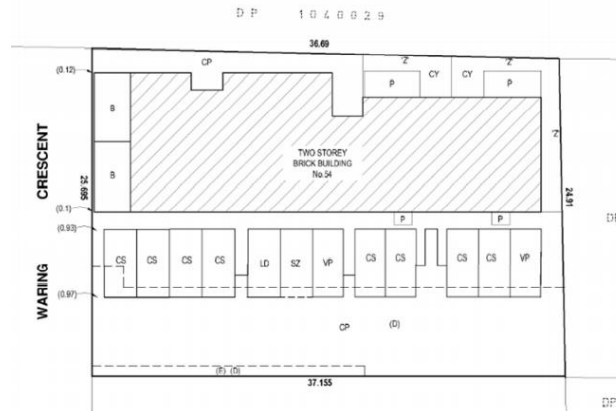 DP 1040029
36.69
(0.12)
CP
'Z'
'Z'
P
CY
CY
P
B
'Z'
TWO STOREY
BRICK BUILDING
No.54
CRESCENT
25.695
24.91
B
(0.1)
P
P
(0.93)
CS
CS
CS
CS
LD
SZ
VP
CS
CS
CS
CS
VP
WARING
(0.97)
CP
(D)
(E) (D)
37.155
DP